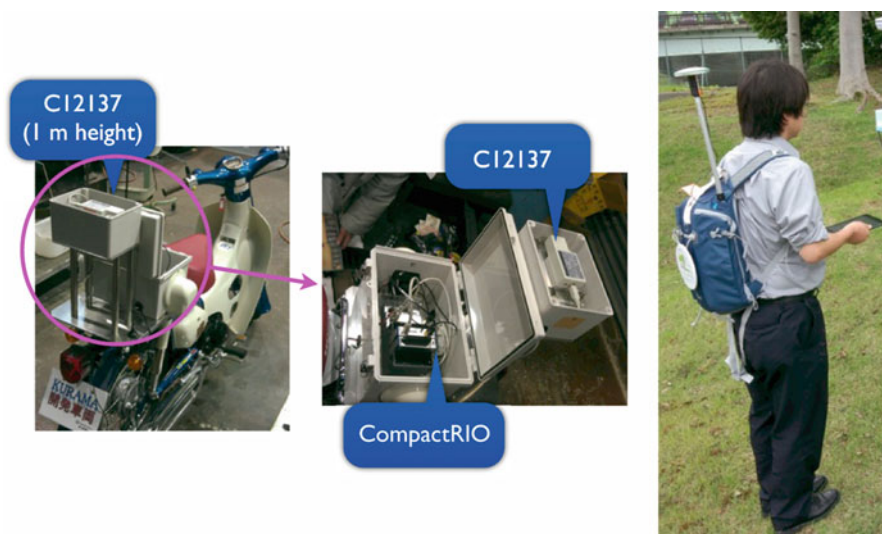 C12137
(1 m height)
C12137
CompactRIO
KURAMA
開発車両